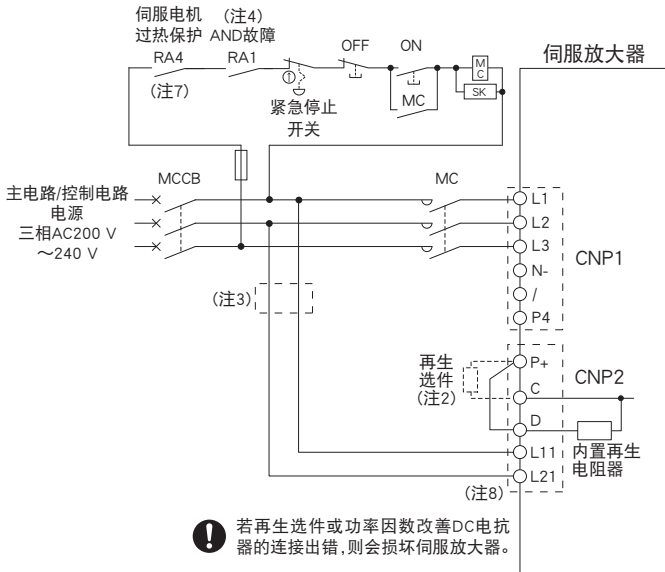 伺服电机 (注4)
过热保护 AND故障
RA4 RA1 OFF ON
(注7)
紧急停止
开关
MC
M
C
SK
伺服放大器
MCCB MC
主电路/控制电路
电源
三相AC200 V
～240 V
L1
L2
L3
N-
/
P4
CNP1
(注3)
再生
选件
(注2)
P+
C
D
L11
L21
CNP2
内置再生
电阻器
(注8)
若再生选件或功率因数改善DC电抗
器的连接出错,则会损坏伺服放大器。